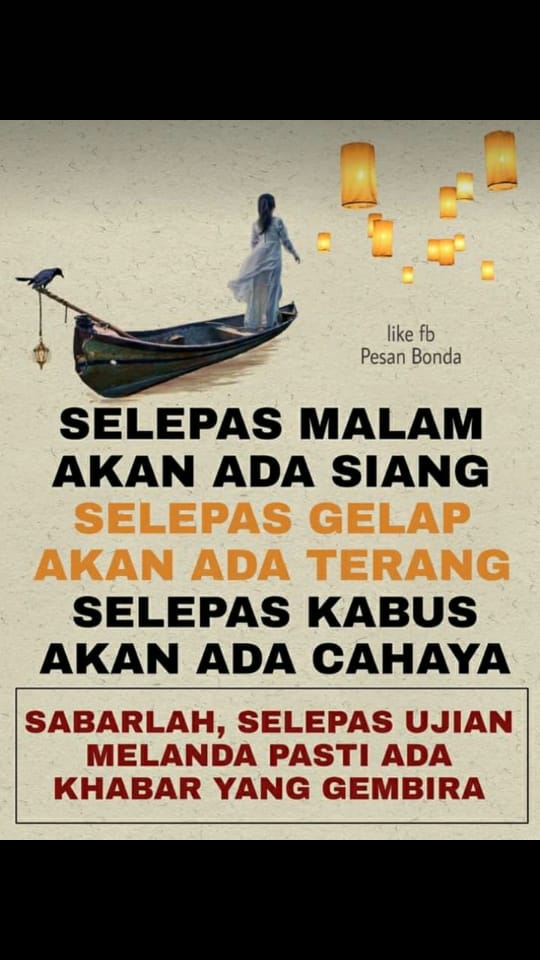 like fb
Pesan Bonda
SELEPAS MALAM
AKAN ADA SIANG
SELEPAS GELAP
AKAN ADA TERANG
SELEPAS KABUS
AKAN ADA CAHAYA
SABARLAH, SELEPAS UJIAN
MELANDA PASTI ADA
KHABAR YANG GEMBIRA